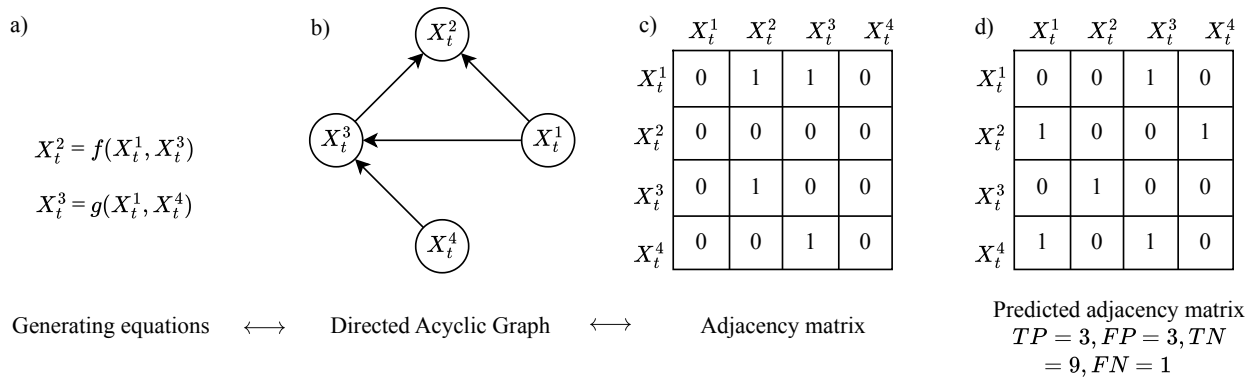 a)
X_t^2 = f(X_t^1, X_t^3)
X_t^3 = g(X_t^1, X_t^4)
Generating equations
⟷
b)
X_t^2
X_t^3
X_t^1
X_t^4
Directed Acyclic Graph
⟷
c)
X_t^1 X_t^2 X_t^3 X_t^4
X_t^1 0 1 1 0
X_t^2 0 0 0 0
X_t^3 0 1 0 0
X_t^4 0 0 1 0
Adjacency matrix
d)
X_t^1 X_t^2 X_t^3 X_t^4
X_t^1 0 0 1 0
X_t^2 1 0 0 1
X_t^3 0 1 0 0
X_t^4 1 0 1 0
Predicted adjacency matrix
TP = 3, FP = 3, TN
= 9, FN = 1